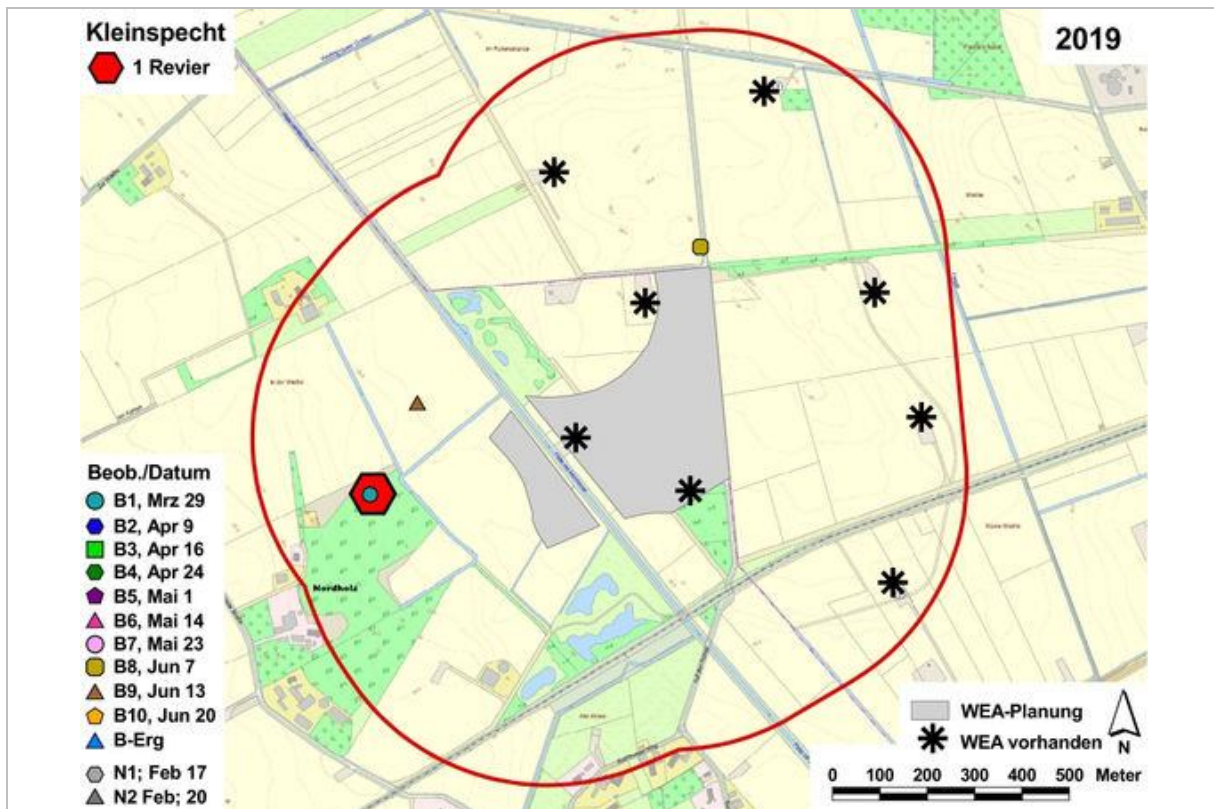 Kleinspecht
1 Revier
2019
Nordholz
Beob./Datum
B1, Mrz 29
B2, Apr 9
B3, Apr 16
B4, Apr 24
B5, Mai 1
B6, Mai 14
B7, Mai 23
B8, Jun 7
B9, Jun 13
B10, Jun 20
B-Erg
N1; Feb 17
N2 Feb; 20
WEA-Planung
WEA vorhanden
N
0 100 200 300 400 500 Meter